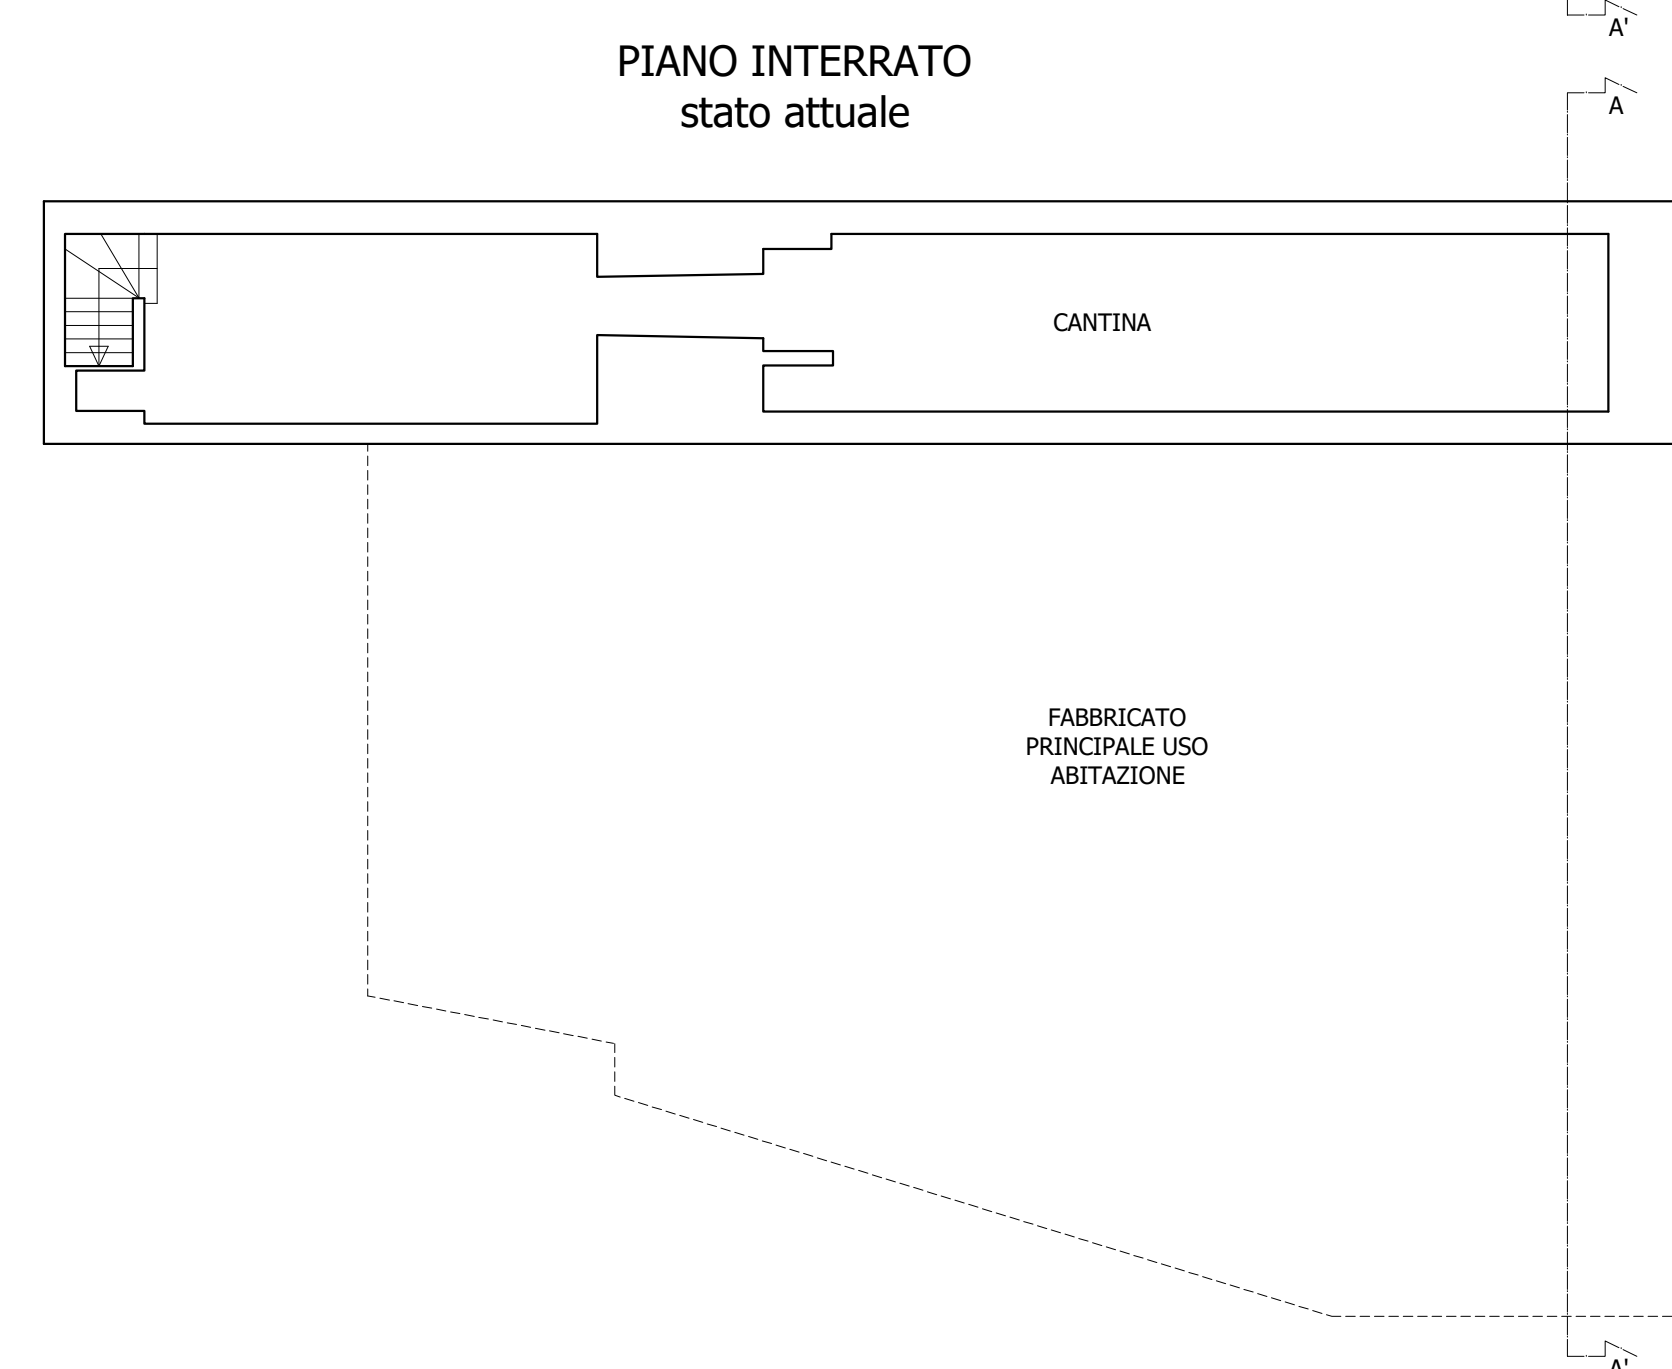 A'
PIANO INTERRATO
A
stato attuale
CANTINA
FABBRICATO
PRINCIPALE USO
ABITAZIONE
A'